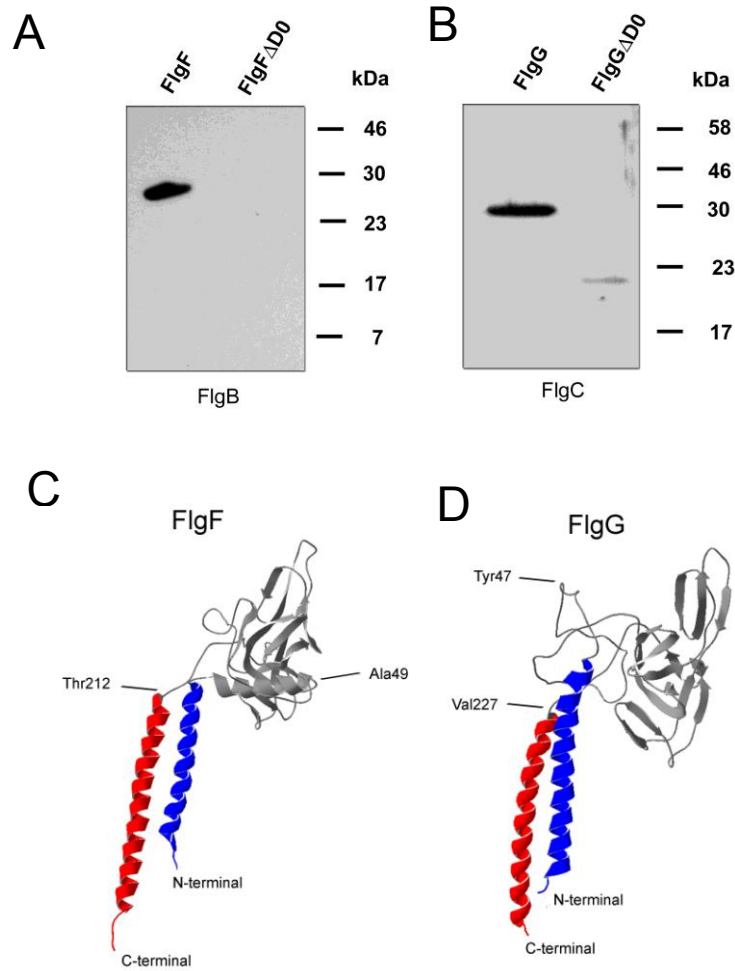 A
FlgF
FlgFΔD0
kDa
46
30
23
17
7
FlgB
B
FlgG
FlgGΔD0
kDa
58
46
30
23
17
FlgC
C
FlgF
Thr212
Ala49
N-terminal
C-terminal
D
FlgG
Tyr47
Val227
N-terminal
C-terminal